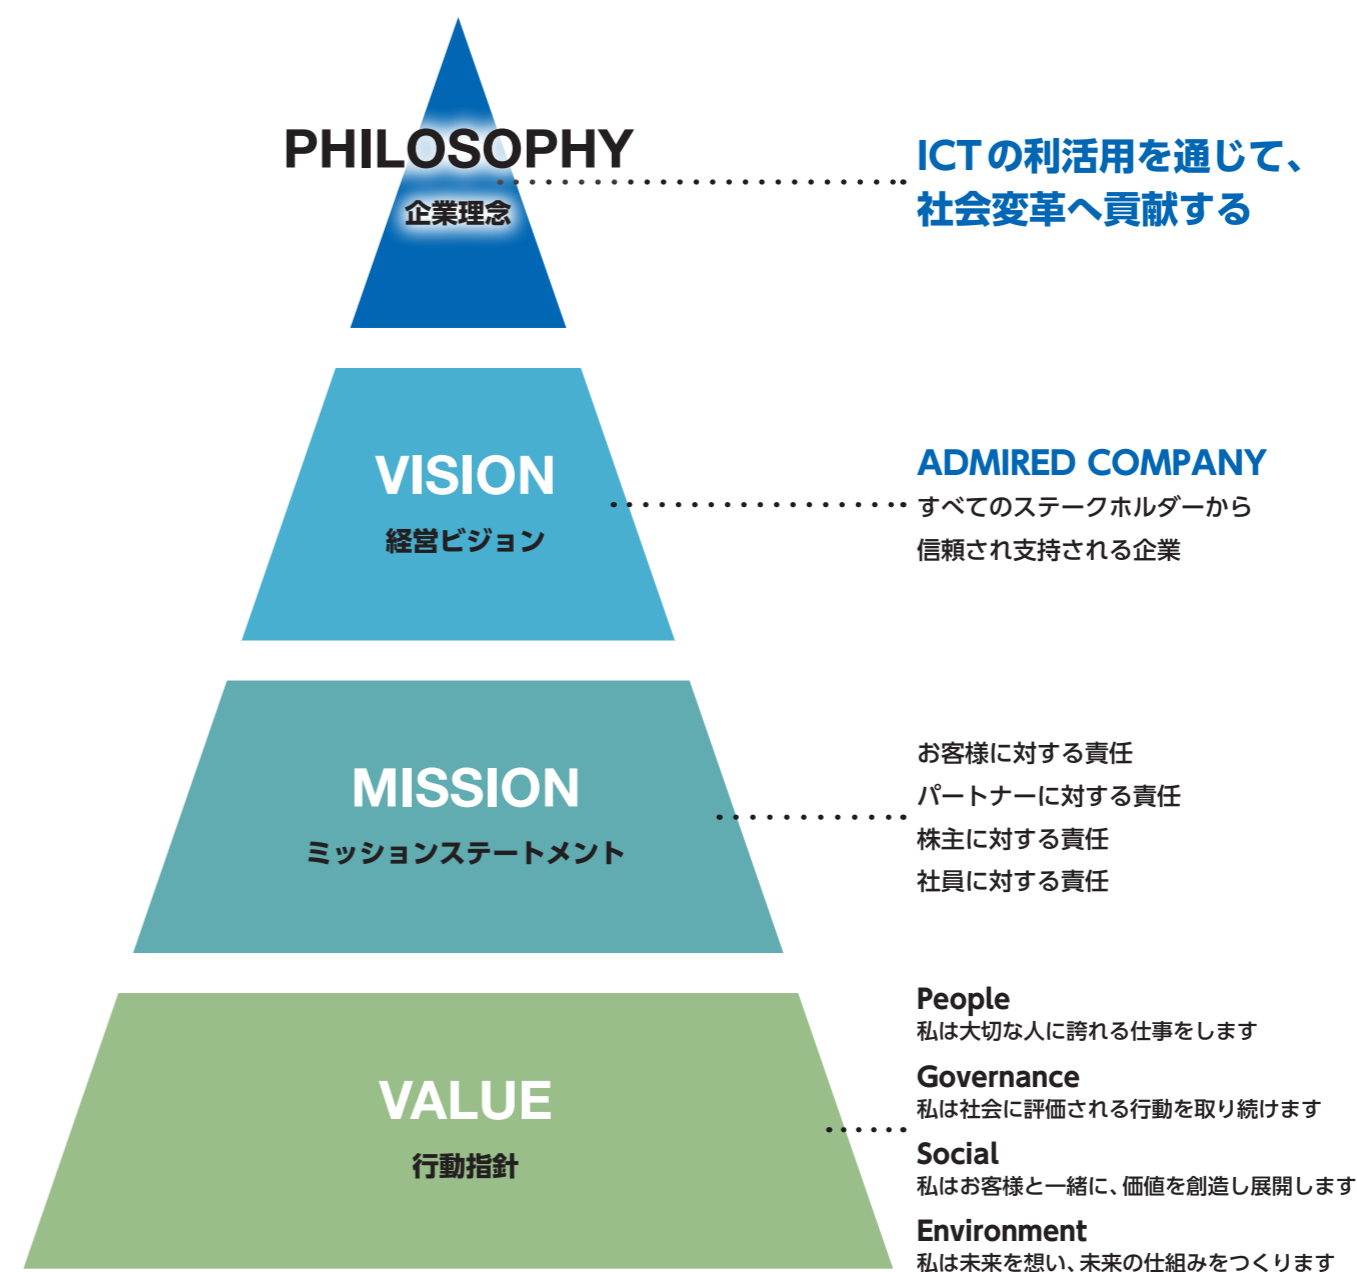 PHILOSOPHY
企業理念
ICTの利活用を通じて、
社会変革へ貢献する
VISION
経営ビジョン
ADMIRED COMPANY
すべてのステークホルダーから
信頼され支持される企業
MISSION
ミッションステートメント
お客様に対する責任
パートナーに対する責任
株主に対する責任
社員に対する責任
VALUE
行動指針
People
私は大切な人に誇れる仕事をします
Governance
私は社会に評価される行動を取り続けます
Social
私はお客様と一緒に、価値を創造し展開します
Environment
私は未来を想い、未来の仕組みをつくります